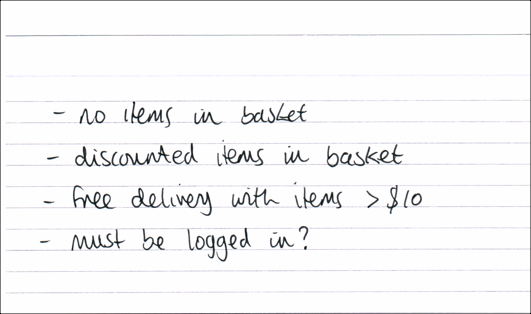 - no items in basket
- discounted items in basket
- free delivery with items > $10
- must be logged in?